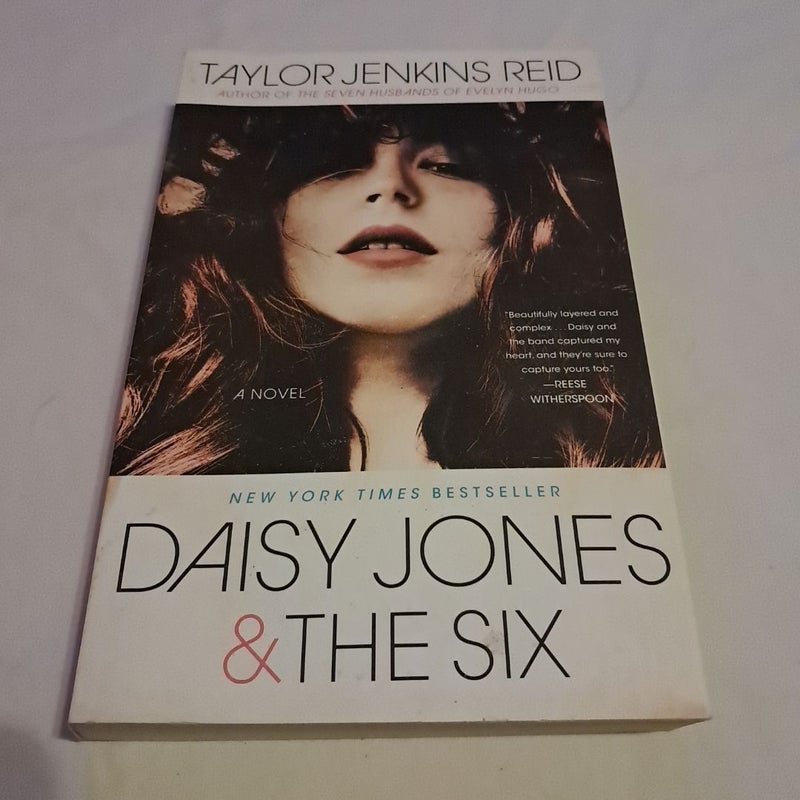 TAYLOR JENKINS REID
AUTHOR OF THE SEVEN HUSBANDS OF EVELYN HUGO
"Beautifully layered and
complex . . . Daisy and
the band captured my
heart, and they're sure to
capture yours too."
—REESE
WITHERSPOON
A NOVEL
NEW YORK TIMES BESTSELLER
DAISY JONES
& THE SIX